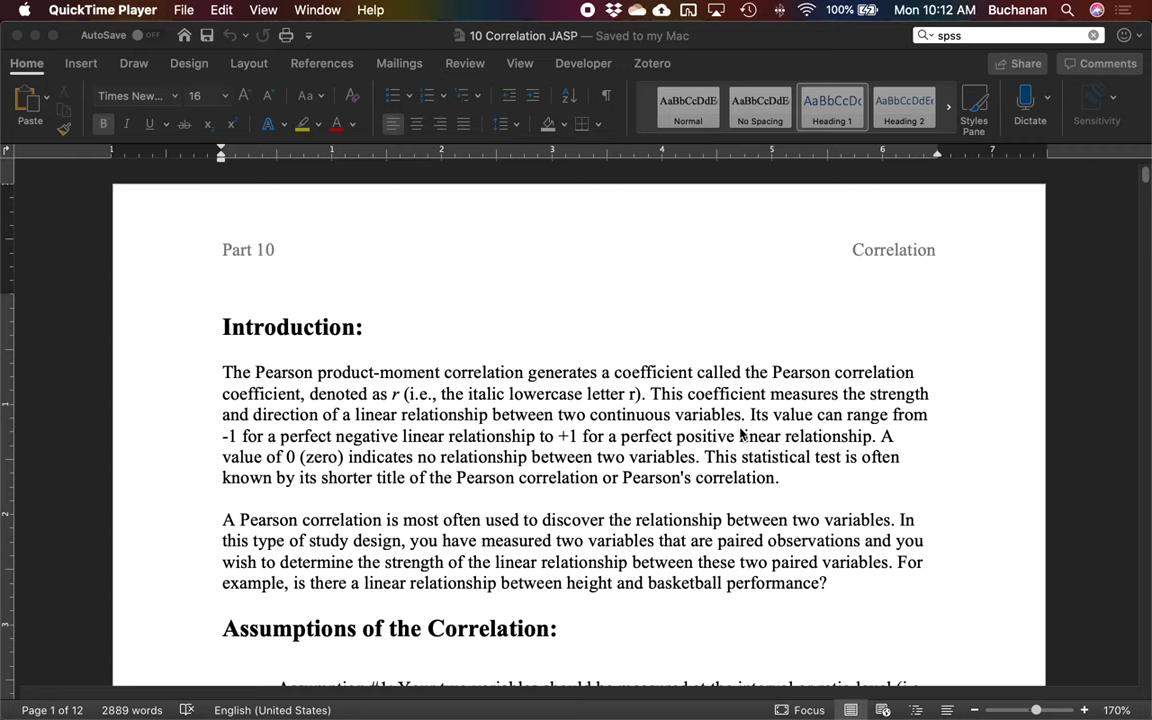 QuickTime Player File Edit View Window Help 100% Mon 10:12 AM Buchanan
AutoSave OFF 10 Correlation JASP — Saved to my Mac spss
Home Insert Draw Design Layout References Mailings Review View Developer Zotero Share Comments
Paste Times New... 16 Aa AaBbCcDdE Normal AaBbCcDdE No Spacing AaBbCcDc Heading 1 AaBbCcDdEe Heading 2 Styles Pane Dictate Sensitivity
1 1 2 3 4 5 6 7
Part 10 Correlation
Introduction:
The Pearson product-moment correlation generates a coefficient called the Pearson correlation
coefficient, denoted as r (i.e., the italic lowercase letter r). This coefficient measures the strength
and direction of a linear relationship between two continuous variables. Its value can range from
-1 for a perfect negative linear relationship to +1 for a perfect positive linear relationship. A
value of 0 (zero) indicates no relationship between two variables. This statistical test is often
known by its shorter title of the Pearson correlation or Pearson's correlation.
A Pearson correlation is most often used to discover the relationship between two variables. In
this type of study design, you have measured two variables that are paired observations and you
wish to determine the strength of the linear relationship between these two paired variables. For
example, is there a linear relationship between height and basketball performance?
Assumptions of the Correlation:
Page 1 of 12 2889 words English (United States) Focus 170%